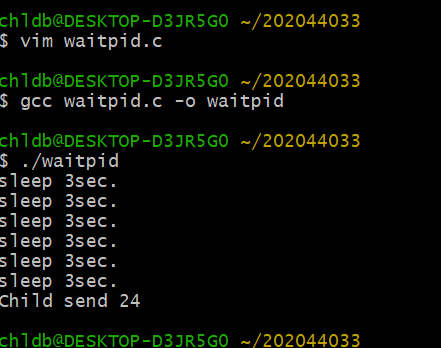 chldb@DESKTOP-D3JR5G0 ~/202044033
$ vim waitpid.c
chldb@DESKTOP-D3JR5G0 ~/202044033
$ gcc waitpid.c -o waitpid
chldb@DESKTOP-D3JR5G0 ~/202044033
$ ./waitpid
sleep 3sec.
sleep 3sec.
sleep 3sec.
sleep 3sec.
sleep 3sec.
sleep 3sec.
Child send 24
chldb@DESKTOP-D3JR5G0 ~/202044033